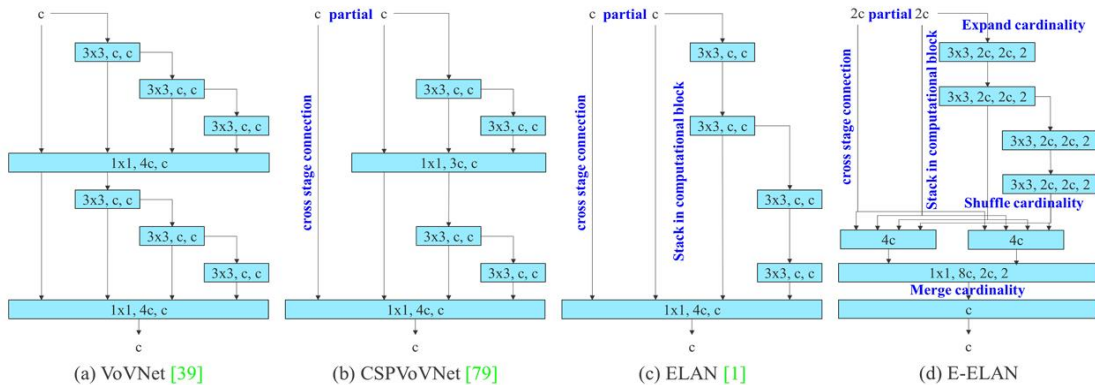 c
3x3, c, c
3x3, c, c
3x3, c, c
1x1, 4c, c
3x3, c, c
3x3, c, c
3x3, c, c
1x1, 4c, c
c
(a) VoVNet [39]
c partial c
cross stage connection
3x3, c, c
3x3, c, c
1x1, 3c, c
3x3, c, c
3x3, c, c
1x1, 4c, c
c
(b) CSPVoVNet [79]
c partial c
cross stage connection
Stack in computational block
3x3, c, c
3x3, c, c
3x3, c, c
3x3, c, c
1x1, 4c, c
c
(c) ELAN [1]
2c partial 2c
Expand cardinality
cross stage connection
Stack in computational block
3x3, 2c, 2c, 2
3x3, 2c, 2c, 2
3x3, 2c, 2c, 2
3x3, 2c, 2c, 2
Shuffle cardinality
4c 4c
1x1, 8c, 2c, 2
Merge cardinality
c
c
(d) E-ELAN